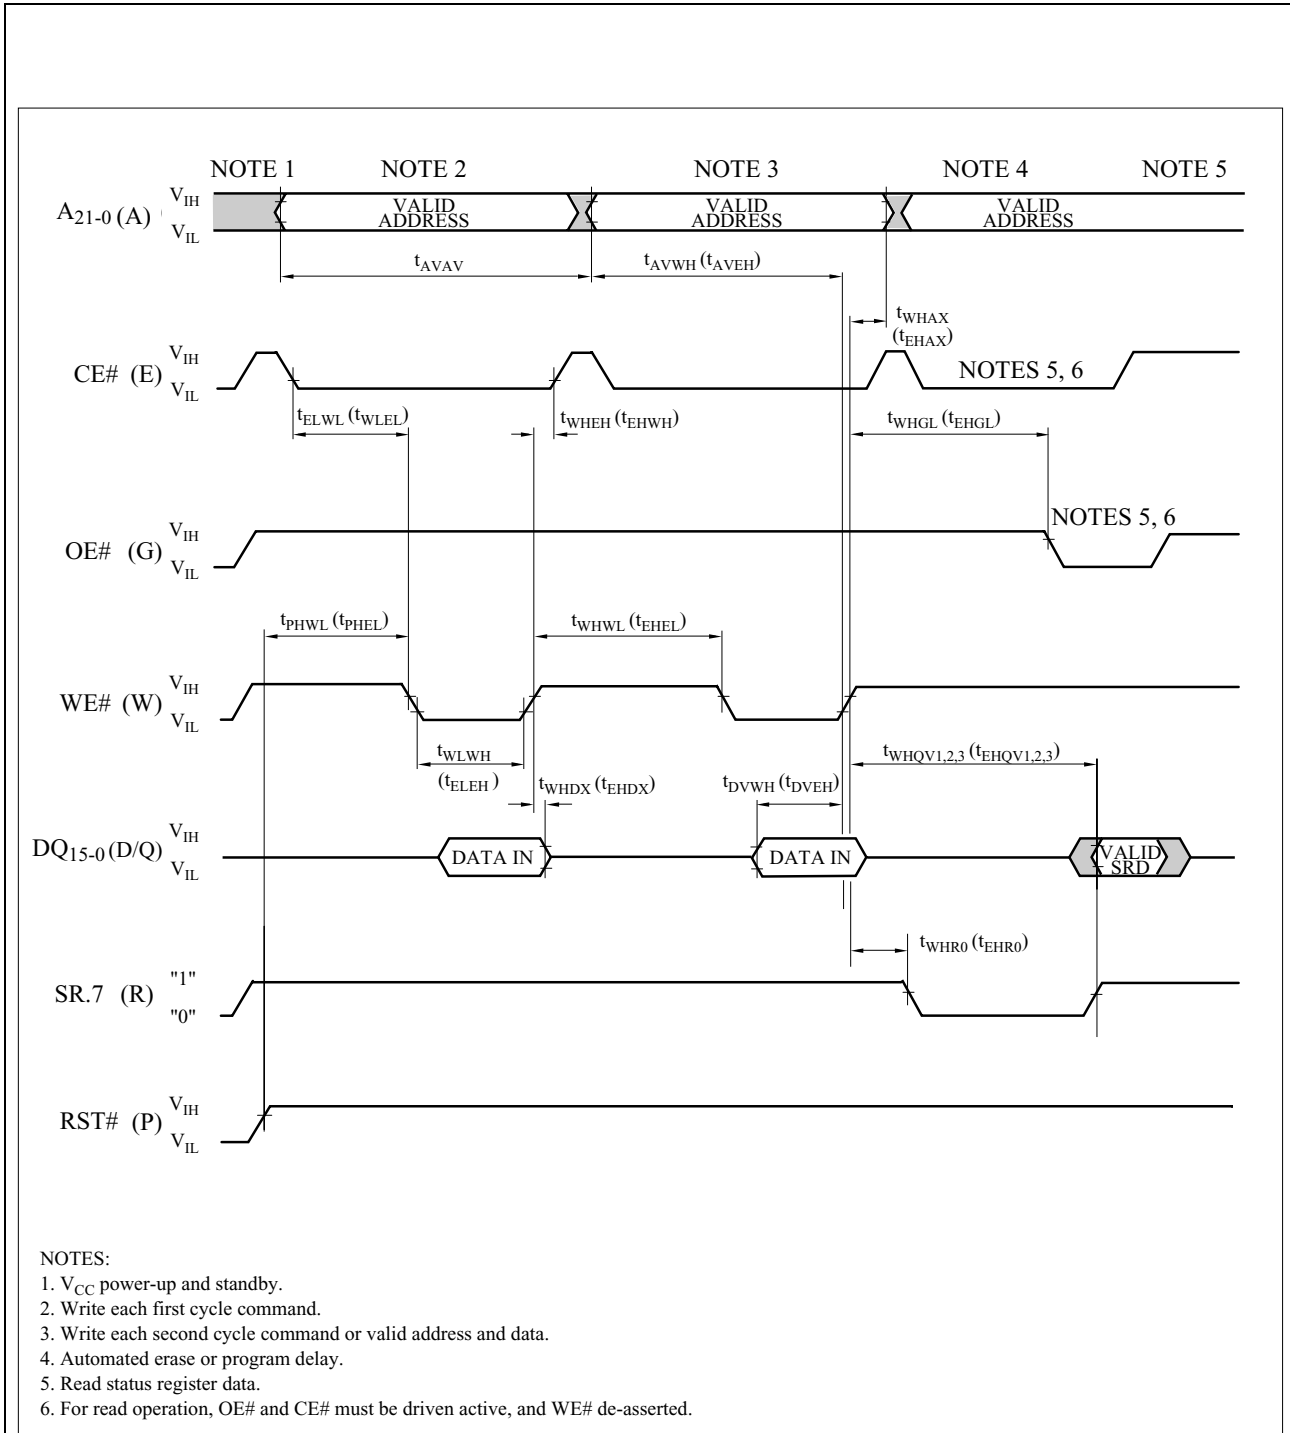 NOTE 1 NOTE 2 NOTE 3 NOTE 4 NOTE 5
A21-0 (A) VIH VIL
VALID ADDRESS
VALID ADDRESS
VALID ADDRESS
tAVAV
tAVWH (tAVEH)
tWHAX
(tEHAX)
CE# (E) VIH VIL
NOTES 5, 6
tELWL (tWLEL)
tWHEH (tEHWH)
tWHGL (tEHGL)
OE# (G) VIH VIL
NOTES 5, 6
tPHWL (tPHEL)
tWHWL (tEHEL)
WE# (W) VIH VIL
tWLWH
(tELEH )
tWHDX (tEHDX)
tDVWH (tDVEH)
tWHQV1,2,3 (tEHQV1,2,3)
DQ15-0 (D/Q) VIH VIL
DATA IN
DATA IN
VALID SRD
tWHR0 (tEHR0)
SR.7 (R) "1" "0"
RST# (P) VIH VIL
NOTES:
1. VCC power-up and standby.
2. Write each first cycle command.
3. Write each second cycle command or valid address and data.
4. Automated erase or program delay.
5. Read status register data.
6. For read operation, OE# and CE# must be driven active, and WE# de-asserted.